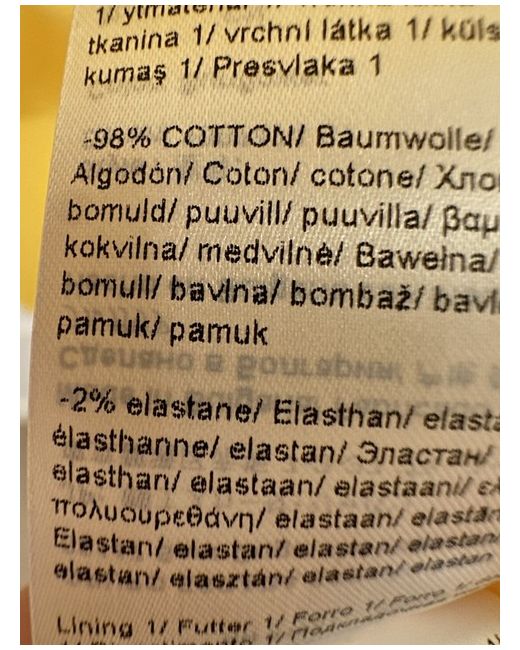 tkanina 1/ vrchní látka 1/
kumaş 1/ Presvlaka 1
-98% COTTON/ Baumwolle/
Algodón/ Coton/ cotone/
bomuld/ puuvill/ puuvilla/
kokvilna/ medvilnė/ Bawełna/
bomull/ bavlna/ bombaž/
pamuk/ pamuk
-2% elastane/ Elasthan/
élasthanne/ elastan/ Эластан/
elasthan/ elastaan/ elastaani/
πολυουρεθάνη/ elastaan/
Elastan/ elastan/ elastan/
elastan/ elasztán/ elastan/ elastan
Lining 1/ Futter 1/ Forro 1/